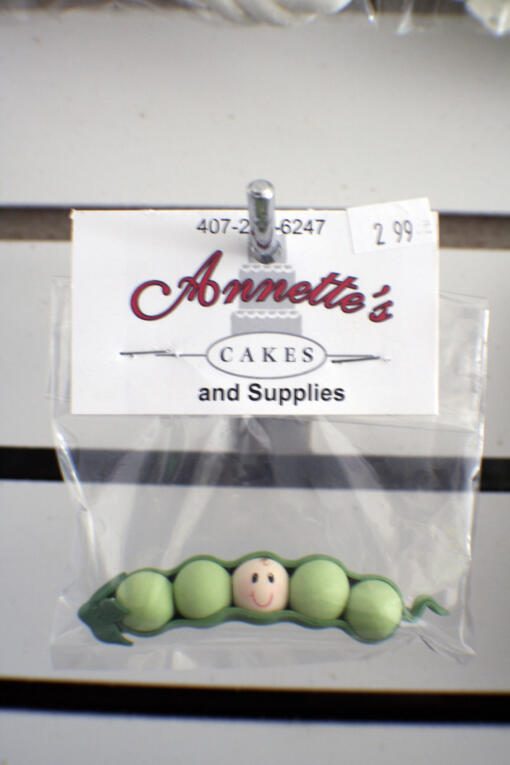 407-2 -6247
2 99
Annette's
CAKES
and Supplies